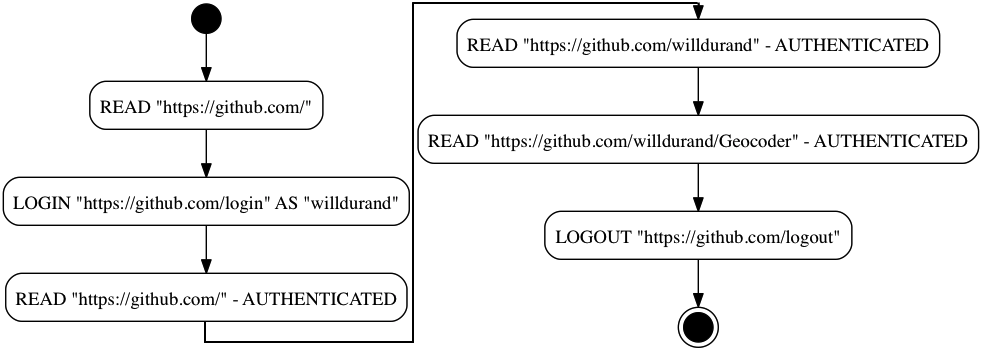 READ "https://github.com/"
LOGIN "https://github.com/login" AS "willdurand"
READ "https://github.com/" - AUTHENTICATED
READ "https://github.com/willdurand" - AUTHENTICATED
READ "https://github.com/willdurand/Geocoder" - AUTHENTICATED
LOGOUT "https://github.com/logout"